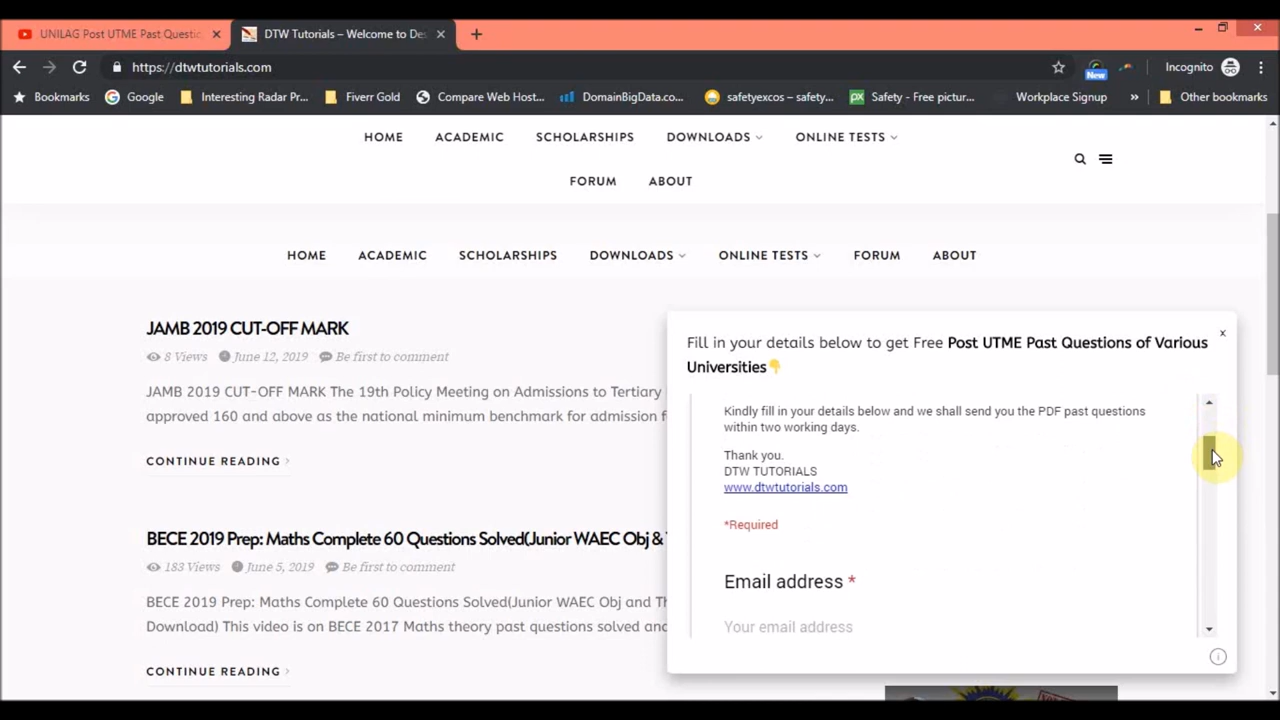 UNILAG Post UTME Past Questi
DTW Tutorials – Welcome to De
https://dtwtutorials.com
New
Incognito
Bookmarks
Google
Interesting Radar Pr...
Fiverr Gold
Compare Web Host...
DomainBigData.co...
safetyexcos – safety...
Safety - Free pictur...
Workplace Signup
»
Other bookmarks
HOME ACADEMIC SCHOLARSHIPS DOWNLOADS ONLINE TESTS
FORUM ABOUT
HOME ACADEMIC SCHOLARSHIPS DOWNLOADS ONLINE TESTS FORUM ABOUT
JAMB 2019 CUT-OFF MARK
8 Views June 12, 2019 Be first to comment
JAMB 2019 CUT-OFF MARK The 19th Policy Meeting on Admissions to Tertiary
approved 160 and above as the national minimum benchmark for admission f
CONTINUE READING
BECE 2019 Prep: Maths Complete 60 Questions Solved(Junior WAEC Obj &
183 Views June 5, 2019 Be first to comment
BECE 2019 Prep: Maths Complete 60 Questions Solved(Junior WAEC Obj and Th
Download) This video is on BECE 2017 Maths theory past questions solved and
CONTINUE READING
x
Fill in your details below to get Free Post UTME Past Questions of Various
Universities👇
Kindly fill in your details below and we shall send you the PDF past questions
within two working days.
Thank you.
DTW TUTORIALS
www.dtwtutorials.com
*Required
Email address *
Your email address